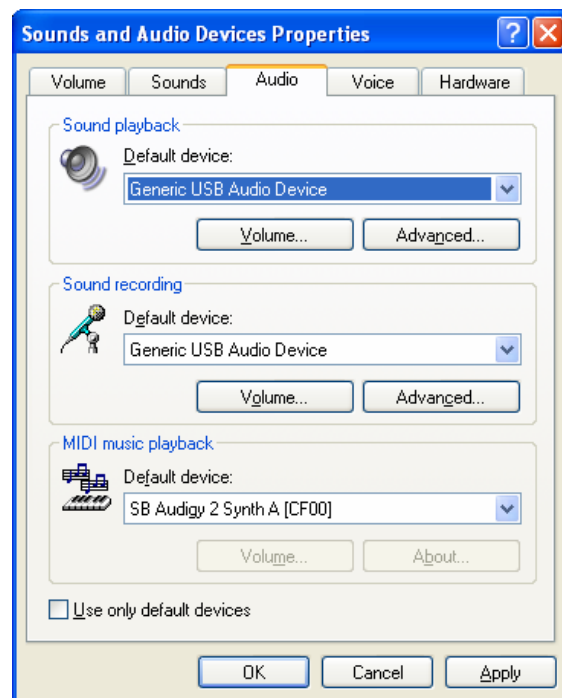 Sounds and Audio Devices Properties
Volume Sounds Audio Voice Hardware
Sound playback
Default device:
Generic USB Audio Device
Volume... Advanced...
Sound recording
Default device:
Generic USB Audio Device
Volume... Advanced...
MIDI music playback
Default device:
SB Audigy 2 Synth A [CF00]
Volume... About...
Use only default devices
OK Cancel Apply